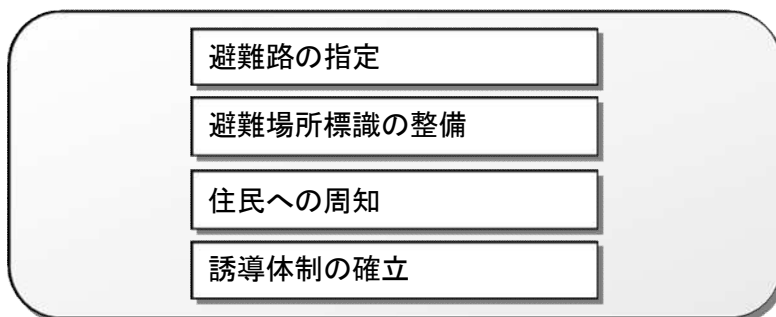 避難路の指定
避難場所標識の整備
住民への周知
誘導体制の確立